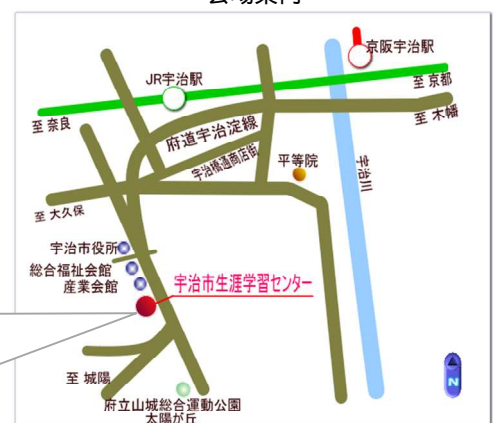 会場案内
京阪宇治駅
JR宇治駅
至 京都
至 奈良
至 木幡
府道宇治淀線
宇治橋通商店街
平等院
宇治川
至 大久保
宇治市役所
総合福祉会館
産業会館
宇治市生涯学習センター
至 城陽
府立山城総合運動公園
太陽が丘
N